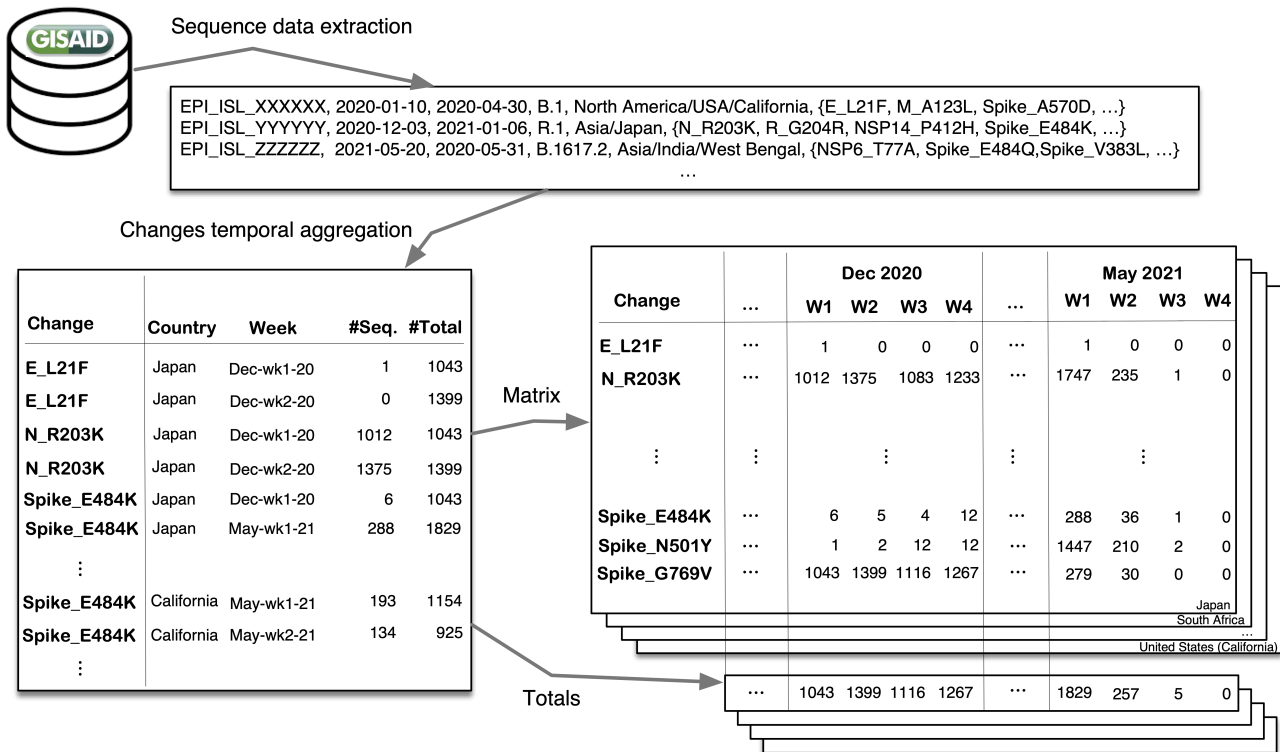 GISAID
Sequence data extraction
EPI_ISL_XXXXXX, 2020-01-10, 2020-04-30, B.1, North America/USA/California, {E_L21F, M_A123L, Spike_A570D, …}
EPI_ISL_YYYYYY, 2020-12-03, 2021-01-06, R.1, Asia/Japan, {N_R203K, R_G204R, NSP14_P412H, Spike_E484K, …}
EPI_ISL_ZZZZZZ, 2021-05-20, 2020-05-31, B.1617.2, Asia/India/West Bengal, {NSP6_T77A, Spike_E484Q,Spike_V383L, …}
…
Changes temporal aggregation
Change Country Week #Seq. #Total
E_L21F Japan Dec-wk1-20 1 1043
E_L21F Japan Dec-wk2-20 0 1399
N_R203K Japan Dec-wk1-20 1012 1043
N_R203K Japan Dec-wk2-20 1375 1399
Spike_E484K Japan Dec-wk1-20 6 1043
Spike_E484K Japan May-wk1-21 288 1829
⋮
Spike_E484K California May-wk1-21 193 1154
Spike_E484K California May-wk2-21 134 925
⋮
Matrix
Dec 2020 May 2021
Change … W1 W2 W3 W4 … W1 W2 W3 W4
E_L21F … 1 0 0 0 … 1 0 0 0
N_R203K … 1012 1375 1083 1233 … 1747 235 1 0
⋮ ⋮ ⋮ ⋮ ⋮
Spike_E484K … 6 5 4 12 … 288 36 1 0
Spike_N501Y … 1 2 12 12 … 1447 210 2 0
Spike_G769V … 1043 1399 1116 1267 … 279 30 0 0
Japan
South Africa
…
United States (California)
Totals
… 1043 1399 1116 1267 … 1829 257 5 0